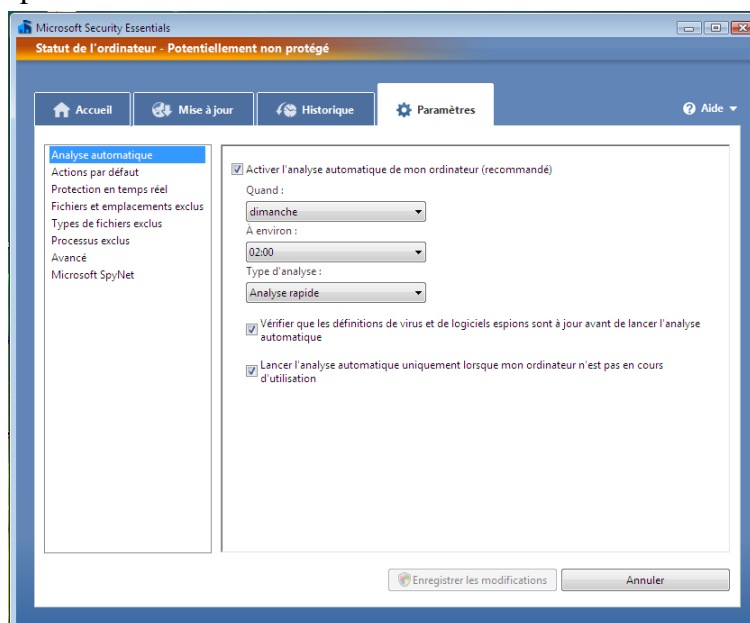 Microsoft Security Essentials
Statut de l'ordinateur - Potentiellement non protégé
Accueil
Mise à jour
Historique
Paramètres
Aide
Analyse automatique
Actions par défaut
Protection en temps réel
Fichiers et emplacements exclus
Types de fichiers exclus
Processus exclus
Avancé
Microsoft SpyNet
Activer l'analyse automatique de mon ordinateur (recommandé)
Quand :
dimanche
À environ :
02:00
Type d'analyse :
Analyse rapide
Vérifier que les définitions de virus et de logiciels espions sont à jour avant de lancer l'analyse
automatique
Lancer l'analyse automatique uniquement lorsque mon ordinateur n'est pas en cours
d'utilisation
Enregistrer les modifications
Annuler